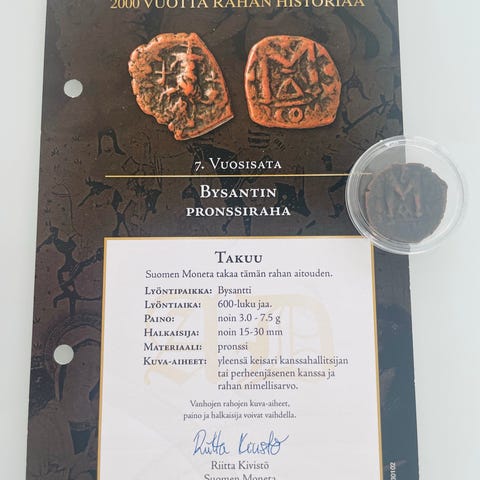 2000 VUOTTA RAHAN HISTORIAA
7. VUOSISATA
BYSANTIN
PRONSSIRAHA
TAKUU
Suomen Moneta takaa tämän rahan aitouden.
LYÖNTIPAIKKA: Bysantti
LYÖNTIAIKA: 600-luku jaa.
PAINO: noin 3.0 - 7.5 g
HALKAISIJA: noin 15-30 mm
MATERIAALI: pronssi
KUVA-AIHEET: yleensä keisari kanssahallitsijan
tai perheenjäsenen kanssa ja
rahan nimellisarvo.
Vanhojen rahojen kuva-aiheet,
paino ja halkaisija voivat vaihdella.
Riitta Kivistö
Riitta Kivistö
Suomen Moneta